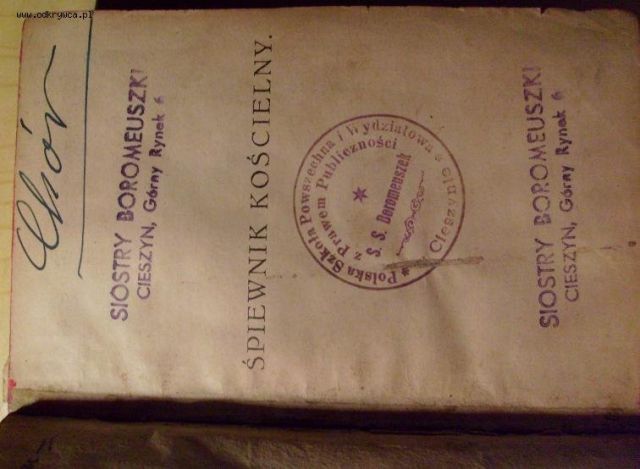 www.odkrywca.pl
Chór
SIOSTRY BOROMEUSZKI
CIESZYN, Górny Rynek 6
ŚPIEWNIK KOŚCIELNY.
Polska Szkoła Powszechna i Wydziałowa
z Prawem Publiczności
S. S. Boromeuszek
Cieszynie
SIOSTRY BOROMEUSZKI
CIESZYN, Górny Rynek 6